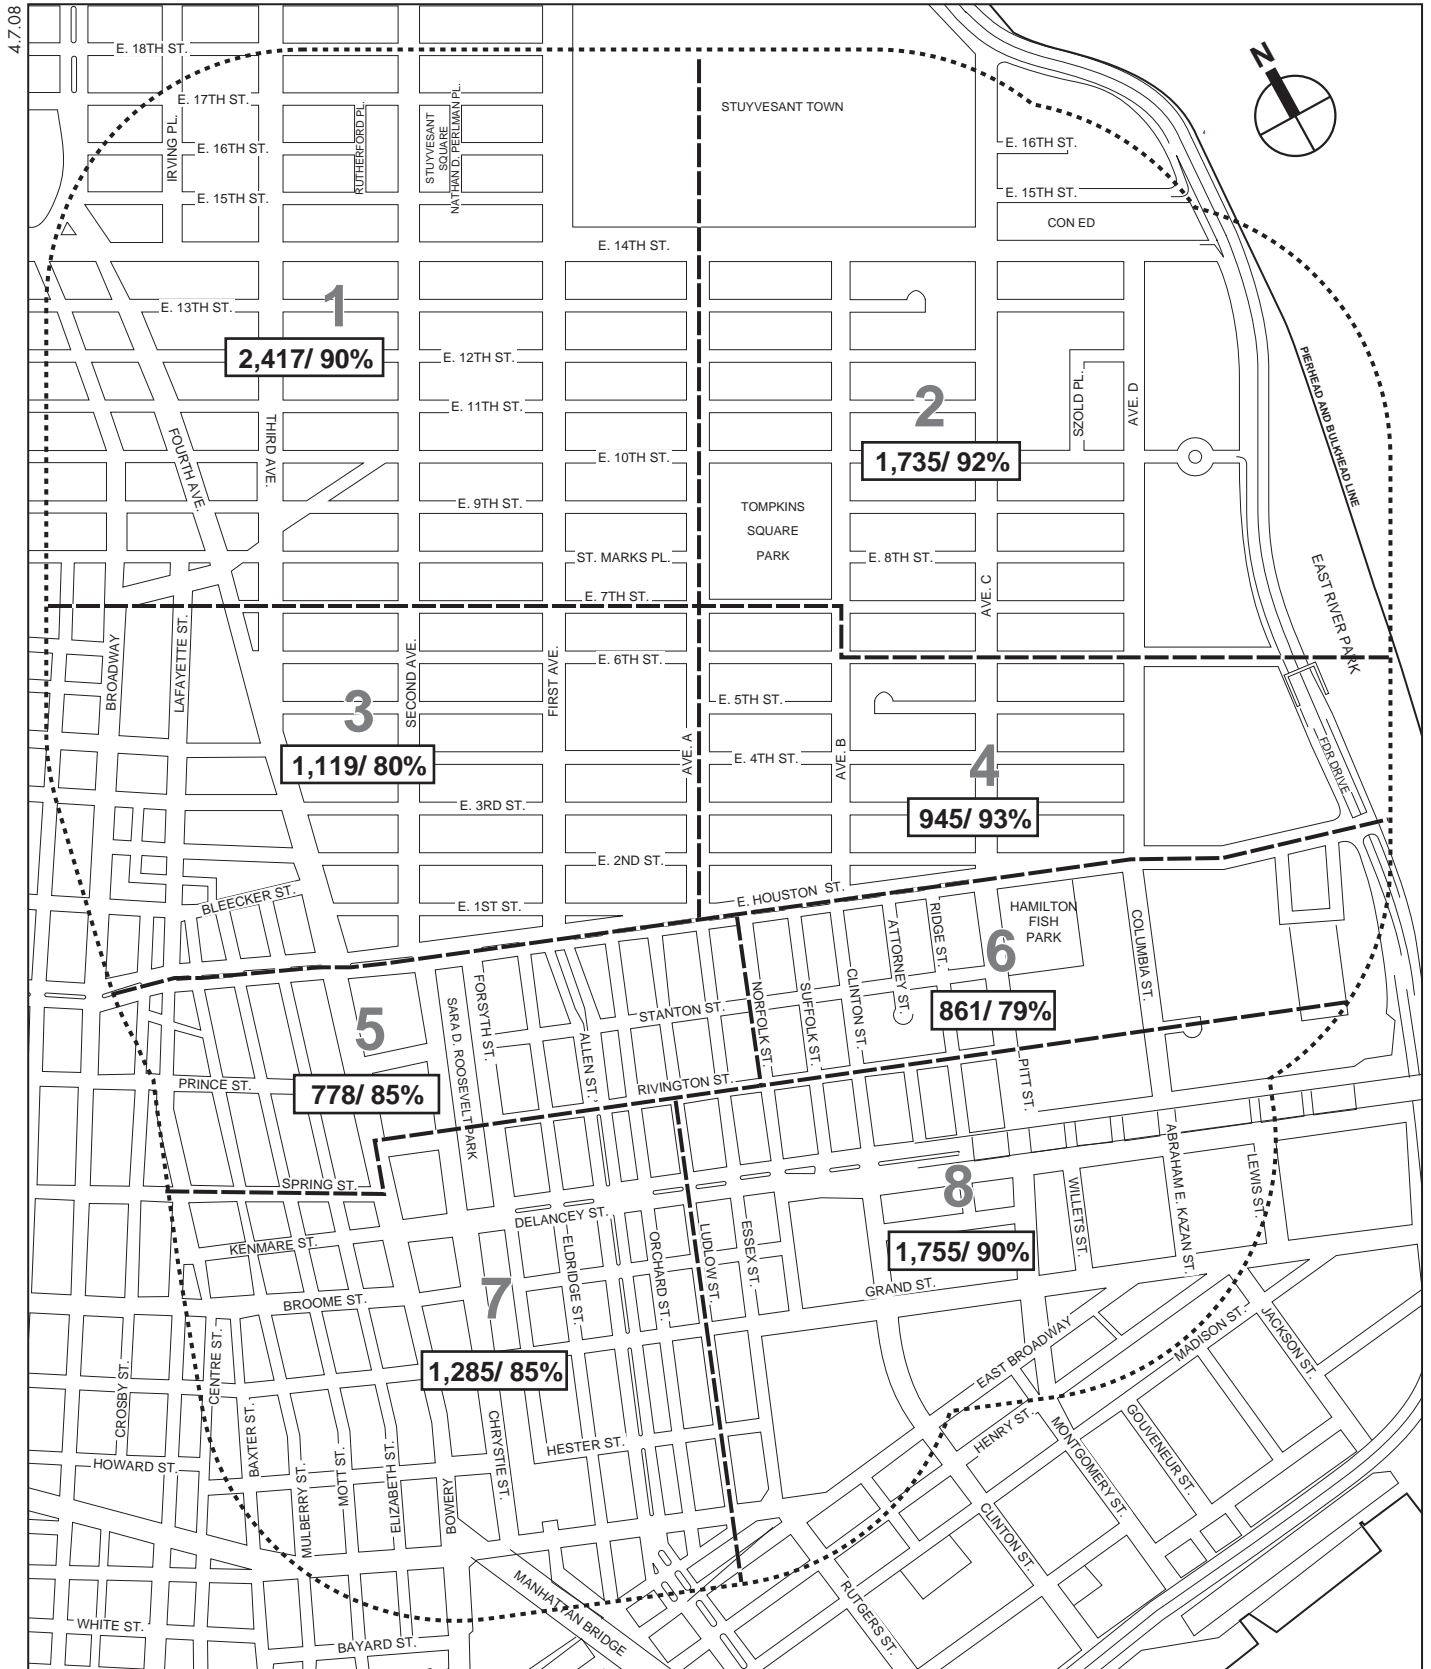 4.7.08
E. 18TH ST.
N
E. 17TH ST.
IRVING PL.
RUTHERFORD PL.
STUYVESANT
SQUARE
NATHAN D. PERLMAN PL.
STUYVESANT TOWN
E. 16TH ST.
E. 16TH ST.
E. 15TH ST.
E. 15TH ST.
CON ED
E. 14TH ST.
1
E. 13TH ST.
2,417/ 90%
E. 12TH ST.
PIERHEAD AND BULKHEAD LINE
2
SZOLD PL.
AVE. D
E. 11TH ST.
FOURTH AVE.
THIRD AVE.
E. 10TH ST.
1,735/ 92%
E. 9TH ST.
TOMPKINS
SQUARE
PARK
ST. MARKS PL.
E. 8TH ST.
AVE. C
EAST RIVER PARK
E. 7TH ST.
BROADWAY
LAFAYETTE ST.
SECOND AVE.
FIRST AVE.
E. 6TH ST.
E. 5TH ST.
3
1,119/ 80%
AVE. A
E. 4TH ST.
AVE. B
4
FDR DRIVE
E. 3RD ST.
945/ 93%
E. 2ND ST.
BLEECKER ST.
E. 1ST ST.
E. HOUSTON ST.
ATTORNEY ST.
RIDGE ST.
HAMILTON
FISH
PARK
6
COLUMBIA ST.
5
SARA D. ROOSEVELT PARK
FORSYTH ST.
ALLEN ST.
STANTON ST.
NORFOLK ST.
SUFFOLK ST.
CLINTON ST.
861/ 79%
PRINCE ST.
778/ 85%
RIVINGTON ST.
PITT ST.
SPRING ST.
8
WILLETS ST.
ABRAHAM E. KAZAN ST.
LEWIS ST.
KENMARE ST.
DELANCEY ST.
ELDRIDGE ST.
ORCHARD ST.
LUDLOW ST.
ESSEX ST.
1,755/ 90%
7
BROOME ST.
GRAND ST.
CROSBY ST.
CENTRE ST.
1,285/ 85%
EAST BROADWAY
MADISON ST.
JACKSON ST.
HOWARD ST.
BAXTER ST.
MULBERRY ST.
MOTT ST.
ELIZABETH ST.
BOWERY
CHRYSTIE ST.
HESTER ST.
HENRY ST.
MONTGOMERY ST.
GOUVENEUR ST.
CLINTON ST.
WHITE ST.
BAYARD ST.
MANHATTAN BRIDGE
RUTGERS ST.